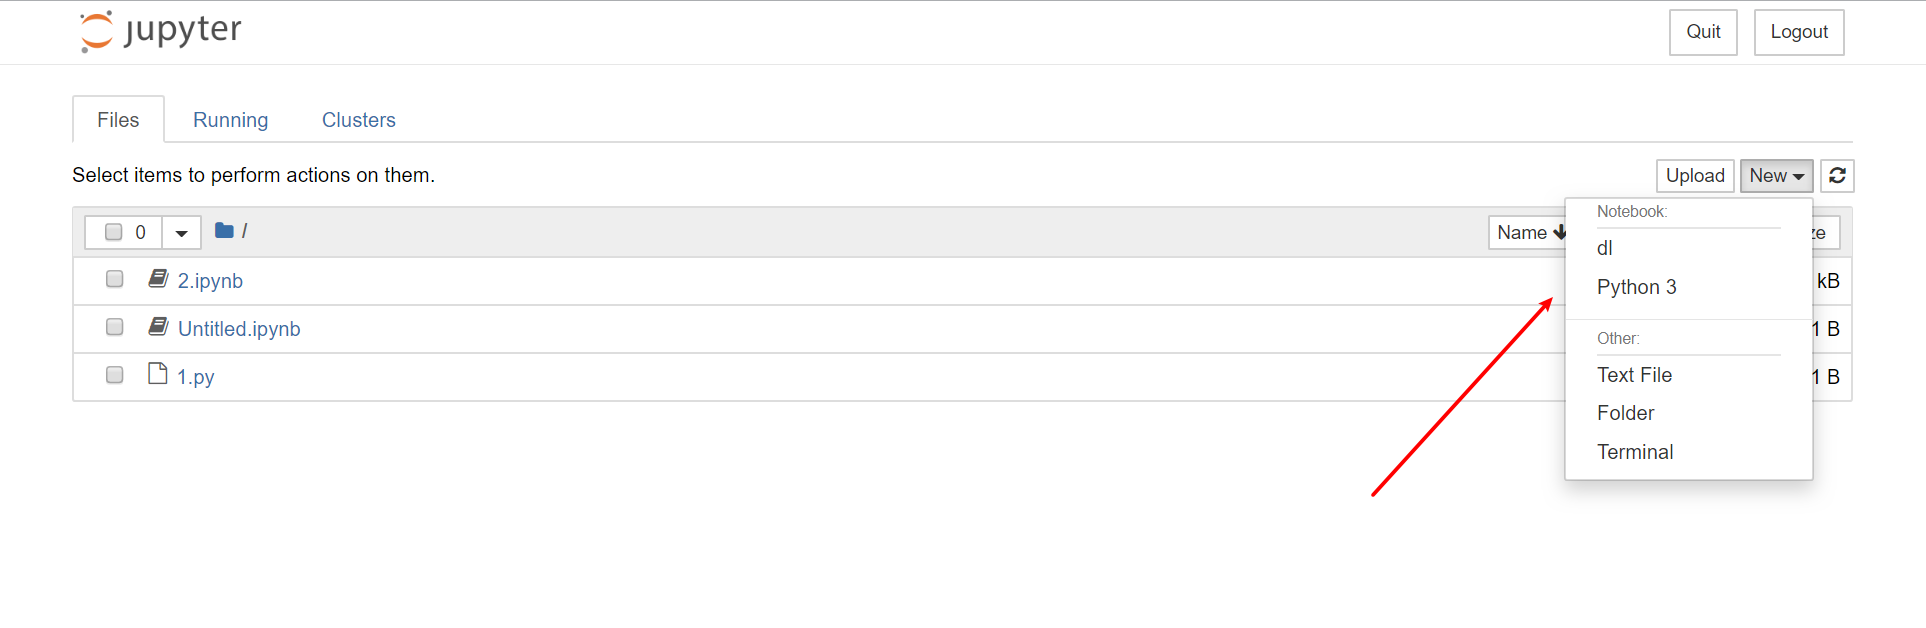 jupyter
Quit Logout
Files Running Clusters
Select items to perform actions on them.
Upload New
0 /
Name
ze
Notebook:
dl
Python 3
Other:
Text File
Folder
Terminal
2.ipynb
kB
Untitled.ipynb
1 B
1.py
1 B